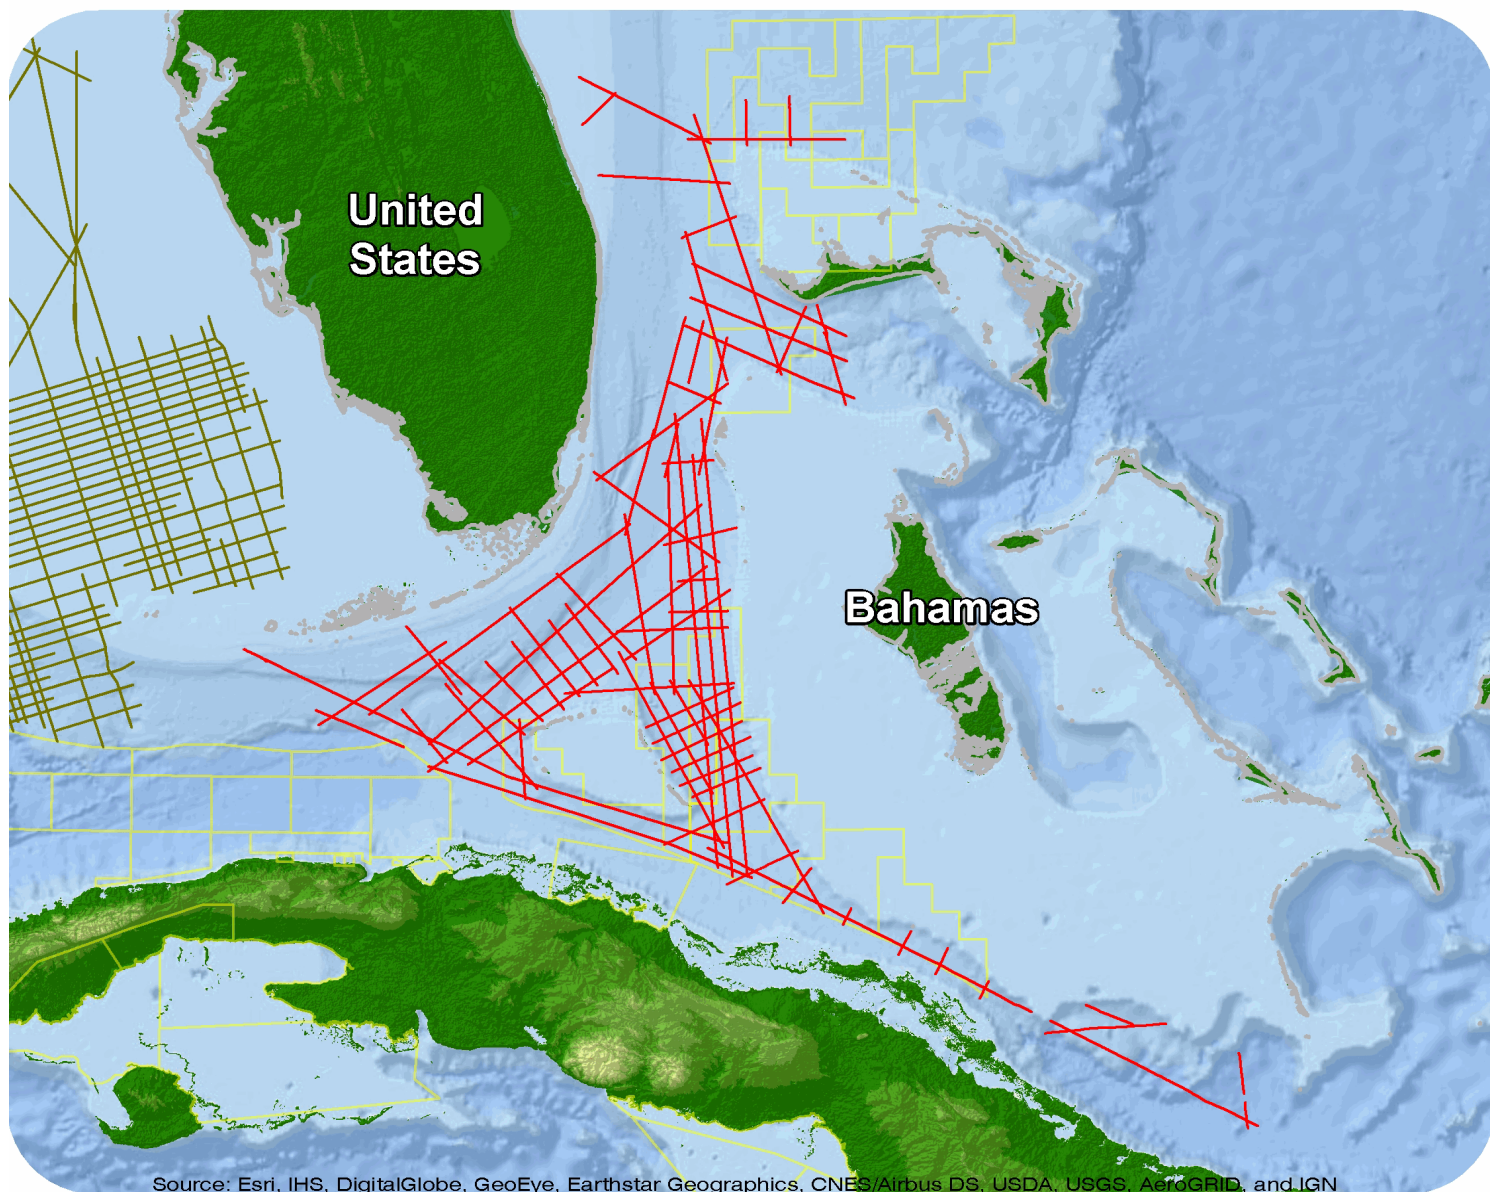 United
States
Bahamas
Source: Esri, IHS, DigitalGlobe, GeoEye, Earthstar Geographics, CNES/Airbus DS, USDA, USGS, AeroGRID, and IGN